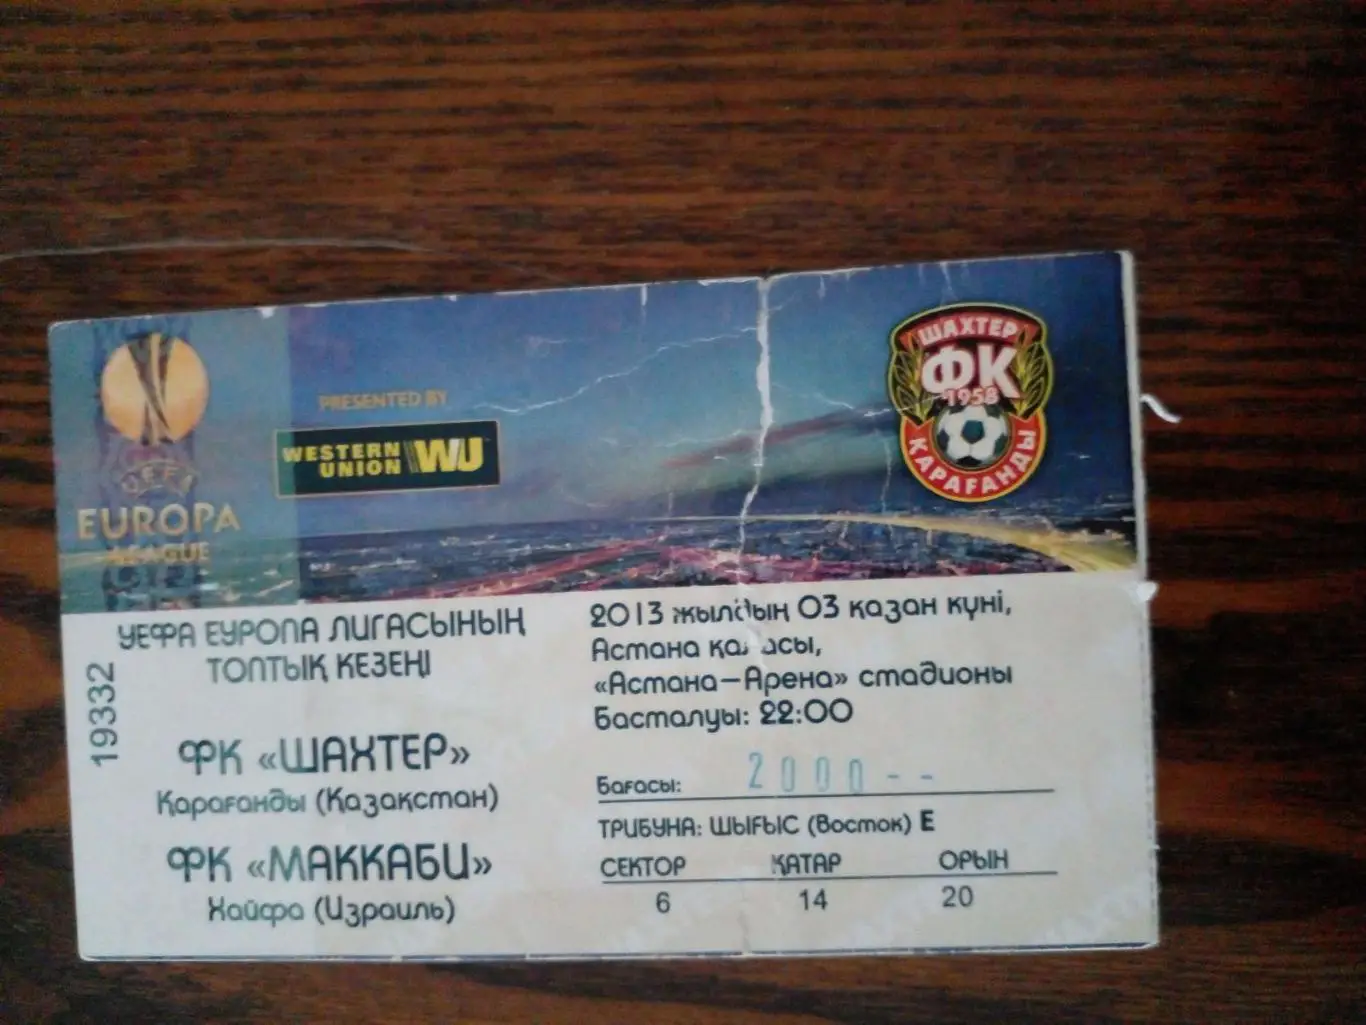 UEFA
EUROPA
LEAGUE
PRESENTED BY
WESTERN
UNION WU
ШАХТЕР
ФК
1958
ҚАРАҒАНДЫ
19332
УЕФА ЕУРОПА ЛИГАСЫНЫҢ
ТОПТЫҚ КЕЗЕҢІ
ФК «ШАХТЕР»
Қарағанды (Қазақстан)
ФК «МАККАБИ»
Хайфа (Израиль)
2013 жылдың 03 қазан күні,
Астана қаласы,
«Астана–Арена» стадионы
Басталуы: 22:00
Бағасы: 2000--
ТРИБУНА: ШЫҒЫС (Восток) E
СЕКТОР ҚАТАР ОРЫН
6 14 20